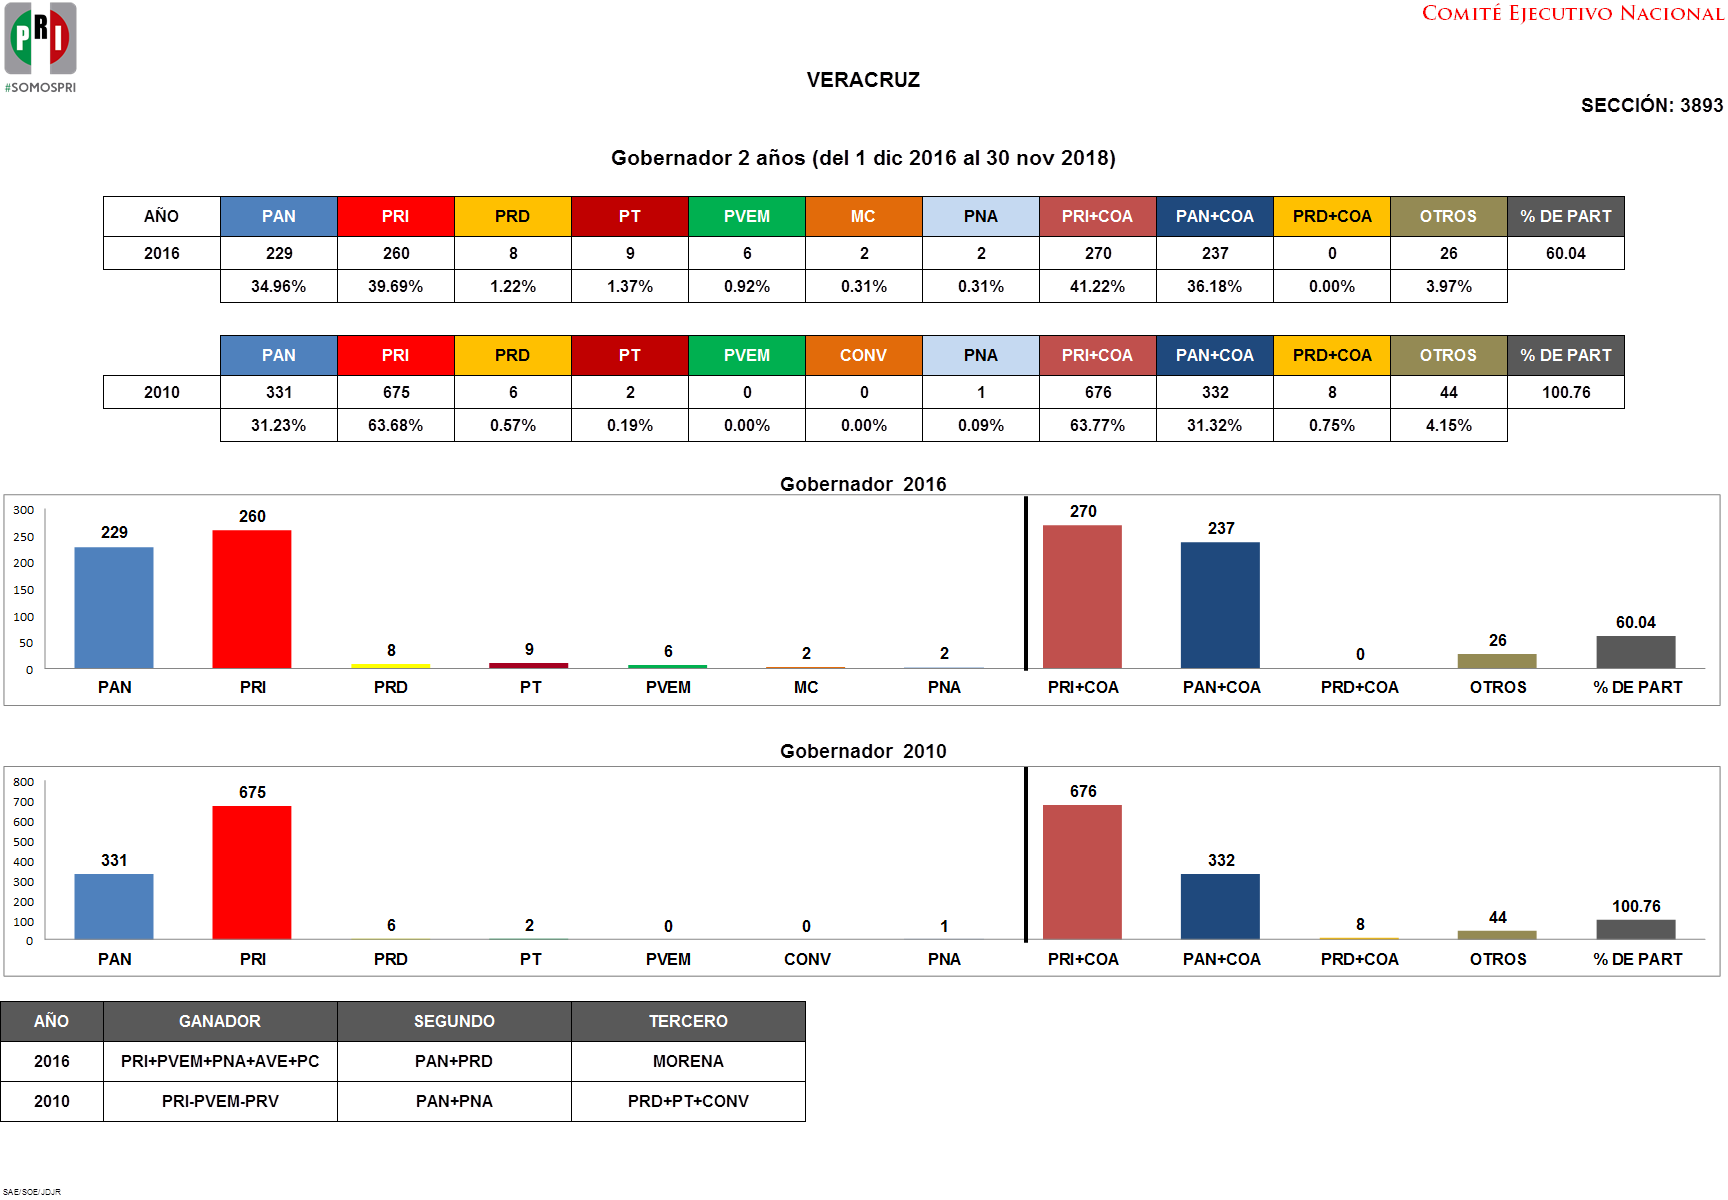 PRI
#SOMOSPRI
COMITÉ EJECUTIVO NACIONAL
VERACRUZ
SECCIÓN: 3893
Gobernador 2 años (del 1 dic 2016 al 30 nov 2018)
AÑO PAN PRI PRD PT PVEM MC PNA PRI+COA PAN+COA PRD+COA OTROS % DE PART
2016 229 260 8 9 6 2 2 270 237 0 26 60.04
34.96% 39.69% 1.22% 1.37% 0.92% 0.31% 0.31% 41.22% 36.18% 0.00% 3.97%
PAN PRI PRD PT PVEM CONV PNA PRI+COA PAN+COA PRD+COA OTROS % DE PART
2010 331 675 6 2 0 0 1 676 332 8 44 100.76
31.23% 63.68% 0.57% 0.19% 0.00% 0.00% 0.09% 63.77% 31.32% 0.75% 4.15%
Gobernador 2016
300
250
200
150
100
50
0
229 260 8 9 6 2 2 270 237 0 26 60.04
PAN PRI PRD PT PVEM MC PNA PRI+COA PAN+COA PRD+COA OTROS % DE PART
Gobernador 2010
800
700
600
500
400
300
200
100
0
331 675 6 2 0 0 1 676 332 8 44 100.76
PAN PRI PRD PT PVEM CONV PNA PRI+COA PAN+COA PRD+COA OTROS % DE PART
AÑO GANADOR SEGUNDO TERCERO
2016 PRI+PVEM+PNA+AVE+PC PAN+PRD MORENA
2010 PRI-PVEM-PRV PAN+PNA PRD+PT+CONV
SAE/SOE/JDJR